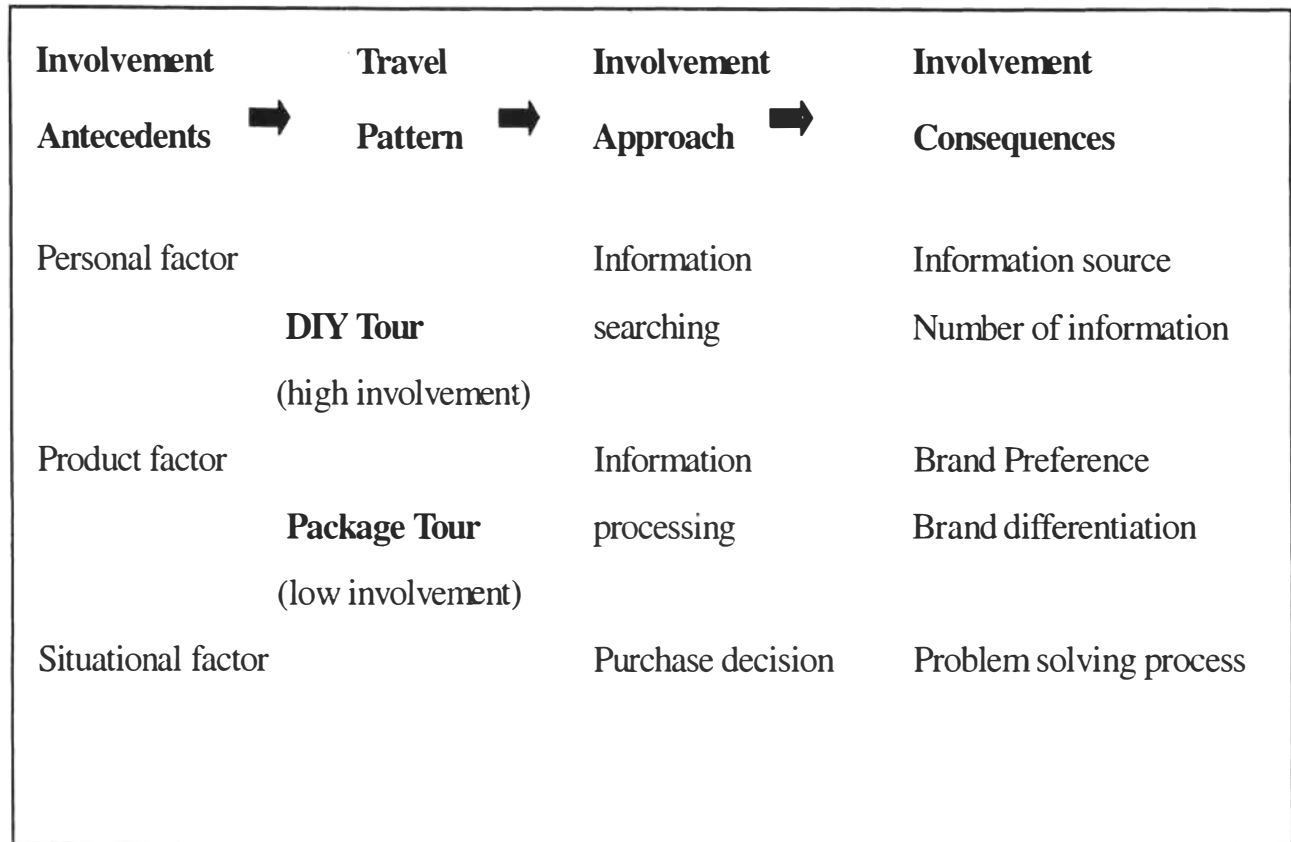 Involvement Travel Involvement Involvement
Antecedents Pattern Approach Consequences
Personal factor Information Information source
DIY Tour searching Number of information
(high involvement)
Product factor Information Brand Preference
Package Tour processing Brand differentiation
(low involvement)
Situational factor Purchase decision Problem solving process